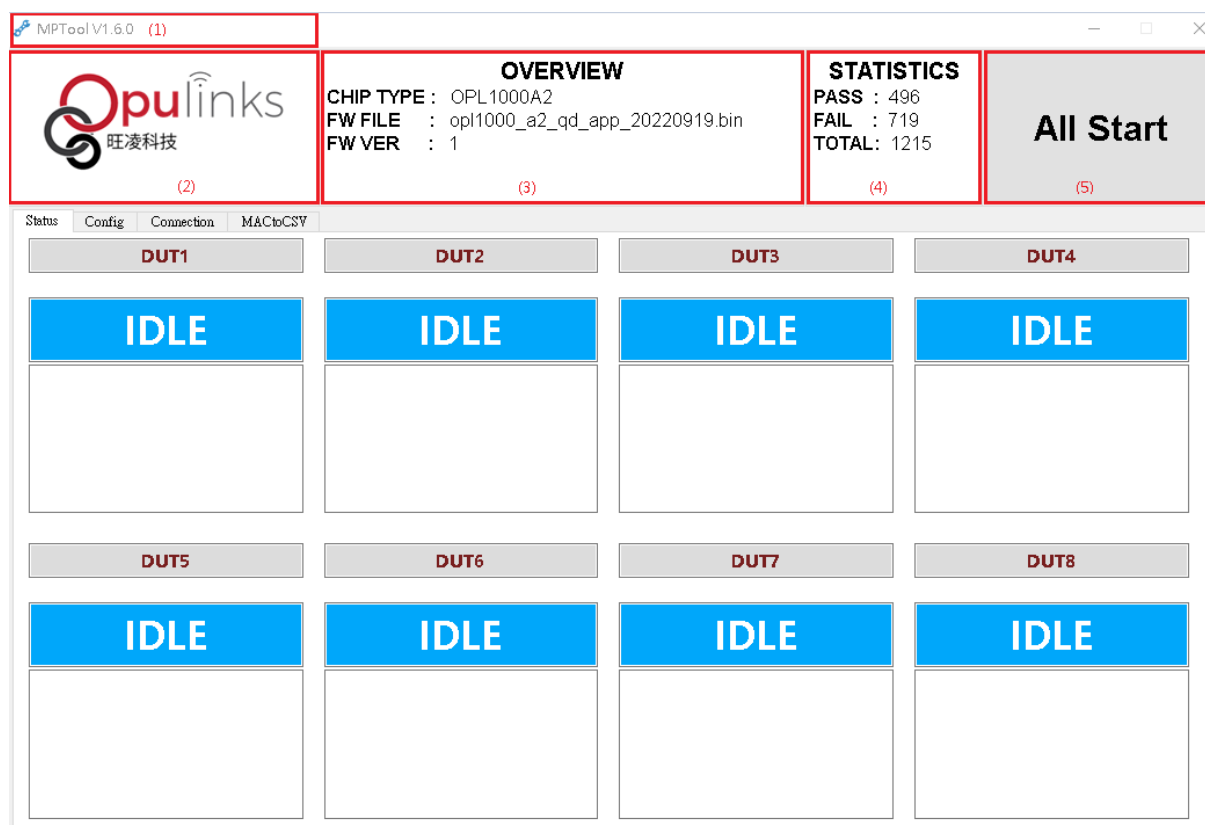 MPTool V1.6.0 (1)
Opulinks
旺凌科技
(2)
OVERVIEW
CHIP TYPE : OPL1000A2
FW FILE : opl1000_a2_qd_app_20220919.bin
FW VER : 1
(3)
STATISTICS
PASS : 496
FAIL : 719
TOTAL: 1215
(4)
All Start
(5)
Status Config Connection MACtoCSV
DUT1 DUT2 DUT3 DUT4
IDLE IDLE IDLE IDLE
DUT5 DUT6 DUT7 DUT8
IDLE IDLE IDLE IDLE